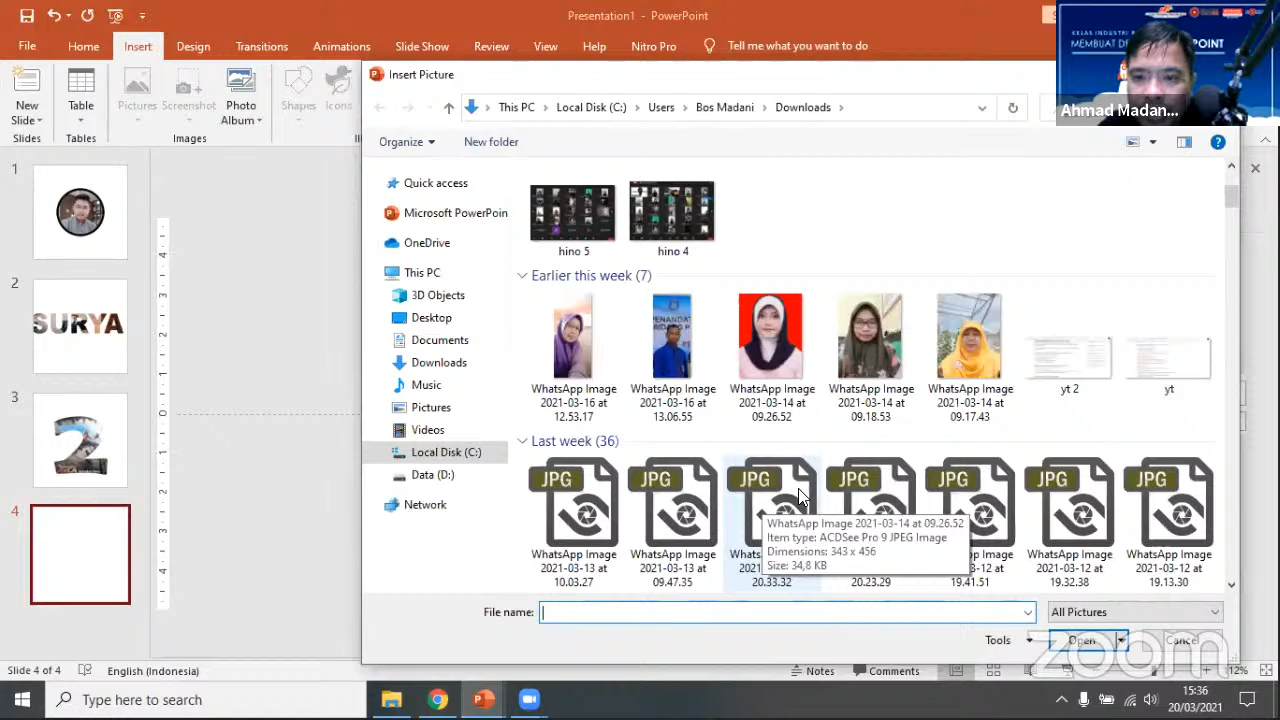 Presentation1 - PowerPoint
File Home Insert Design Transitions Animations Slide Show Review View Help Nitro Pro Tell me what you want to do
MEMBUAT
POINT
Ahmad Madan...
New Slide
Table
Pictures
Screenshot
Photo Album
Shapes
Icons
Slides
Tables
Images
Insert Picture
This PC > Local Disk (C:) > Users > Bos Madani > Downloads >
Organize
New folder
Quick access
Microsoft PowerPoin
OneDrive
This PC
3D Objects
Desktop
Documents
Downloads
Music
Pictures
Videos
Local Disk (C:)
Data (D:)
Network
hino 5
hino 4
Earlier this week (7)
PENANDAT
WhatsApp Image 2021-03-16 at 12.53.17
WhatsApp Image 2021-03-16 at 13.06.55
WhatsApp Image 2021-03-14 at 09.26.52
WhatsApp Image 2021-03-14 at 09.18.53
WhatsApp Image 2021-03-14 at 09.17.43
yt 2
yt
Last week (36)
JPG JPG JPG JPG JPG JPG JPG
WhatsApp Image 2021-03-13 at 10.03.27
WhatsApp Image 2021-03-13 at 09.47.35
20.33.32
20.23.29
19.41.51
WhatsApp Image 2021-03-12 at 19.32.38
WhatsApp Image 2021-03-12 at 19.13.30
WhatsApp Image 2021-03-14 at 09.26.52
Item type: ACDSee Pro 9 JPEG Image
Dimensions: 343 x 456
Size: 34,8 KB
File name:
All Pictures
Tools
Open
Cancel
zoom
1
2
SURYA
3
2
4
Slide 4 of 4
English (Indonesia)
Notes
Comments
12%
Type here to search
15:36
20/03/2021